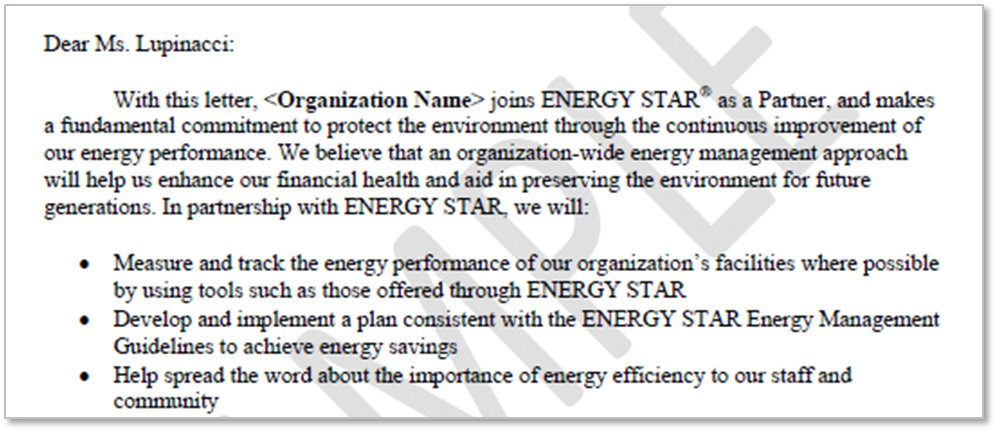 Dear Ms. Lupinacci:
With this letter, <Organization Name> joins ENERGY STAR® as a Partner, and makes
a fundamental commitment to protect the environment through the continuous improvement of
our energy performance. We believe that an organization-wide energy management approach
will help us enhance our financial health and aid in preserving the environment for future
generations. In partnership with ENERGY STAR, we will:
• Measure and track the energy performance of our organization’s facilities where possible
by using tools such as those offered through ENERGY STAR
• Develop and implement a plan consistent with the ENERGY STAR Energy Management
Guidelines to achieve energy savings
• Help spread the word about the importance of energy efficiency to our staff and
community